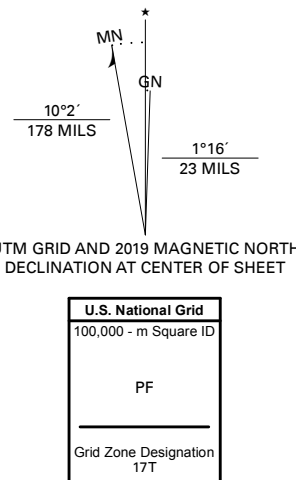 ★
MN
GN
10°2´
178 MILS
1°16´
23 MILS
UTM GRID AND 2019 MAGNETIC NORTH
DECLINATION AT CENTER OF SHEET
U.S. National Grid
100,000 - m Square ID
PF
Grid Zone Designation
17T